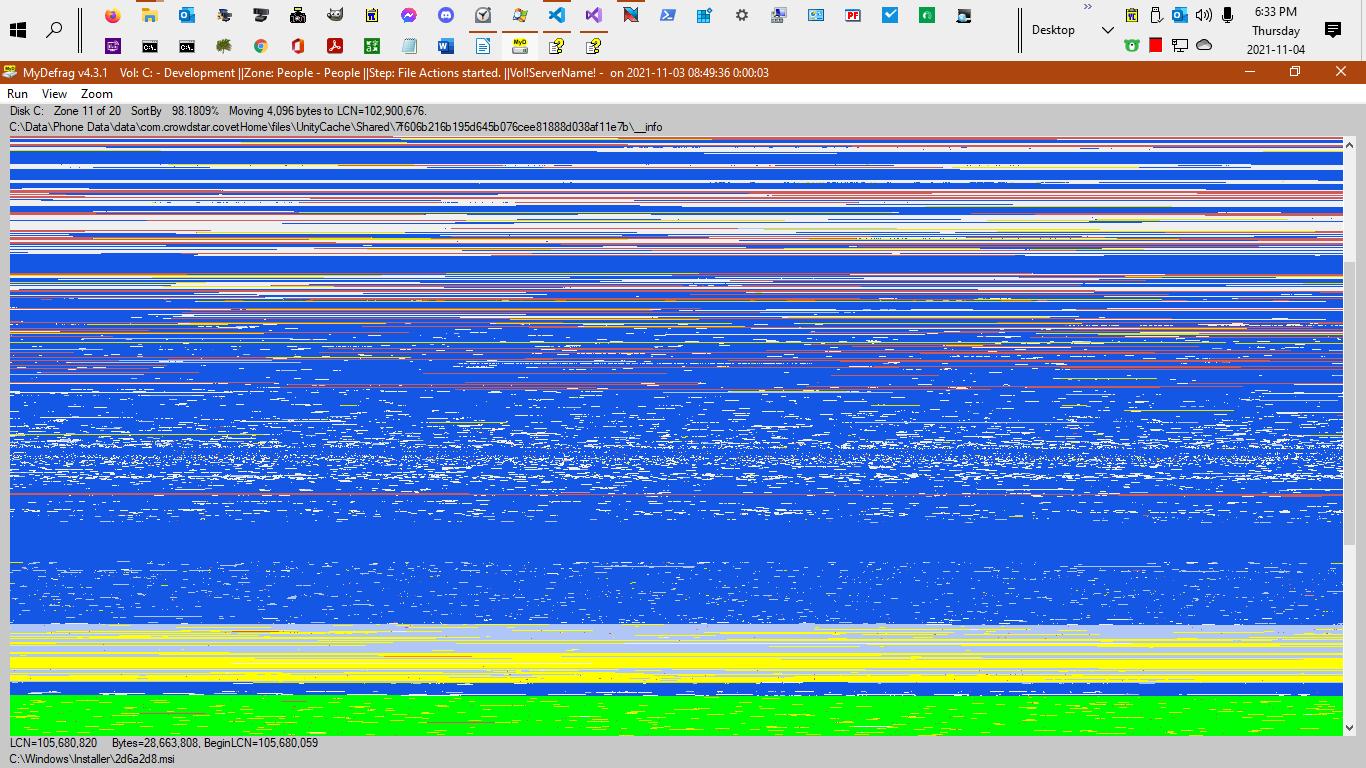 6:33 PM
Desktop
Thursday
2021-11-04
MyDefrag v4.3.1    Vol: C: - Development ||Zone: People - People ||Step: File Actions started. ||Vol!ServerName! -  on 2021-11-03 08:49:36 0:00:03
Run View Zoom
Disk C:   Zone 11 of 20   SortBy   98.1809%   Moving 4,096 bytes to LCN=102,900,676.
C:\Data\Phone Data\data\com.crowdstar.covetHome\files\UnityCache\Shared\7f606b216b195d645b076cee81888d038af11e7b\__info
LCN=105,680,820     Bytes=28,663,808, BeginLCN=105,680,059
C:\Windows\Installer\2d6a2d8.msi